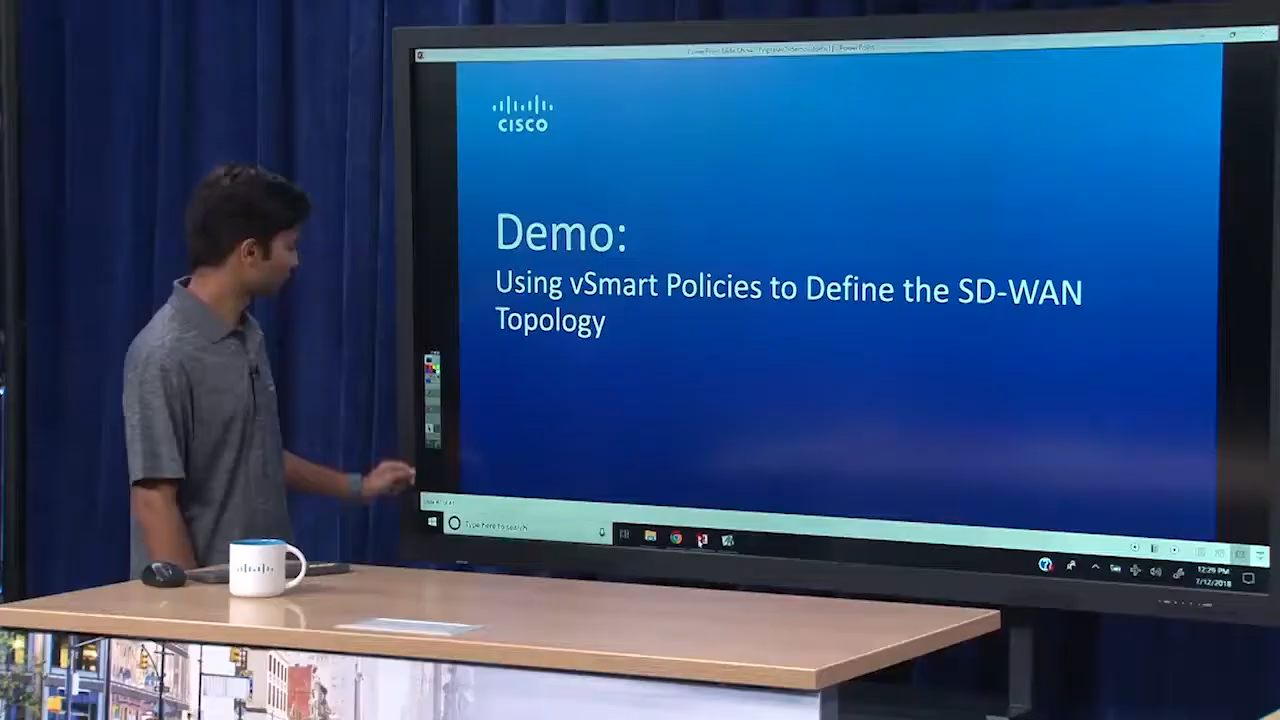 CISCO
Demo:
Using vSmart Policies to Define the SD-WAN
Topology
Type here to search
12:29 PM
7/12/2018